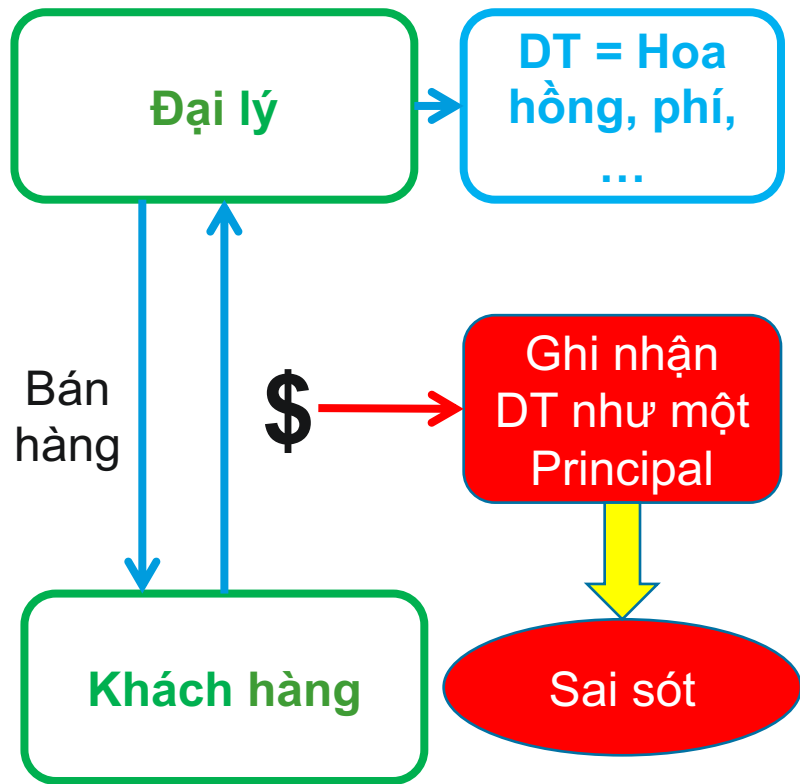 Đại lý
DT = Hoa
hồng, phí,
…
Bán
hàng
$
Ghi nhận
DT như một
Principal
Khách hàng
Sai sót